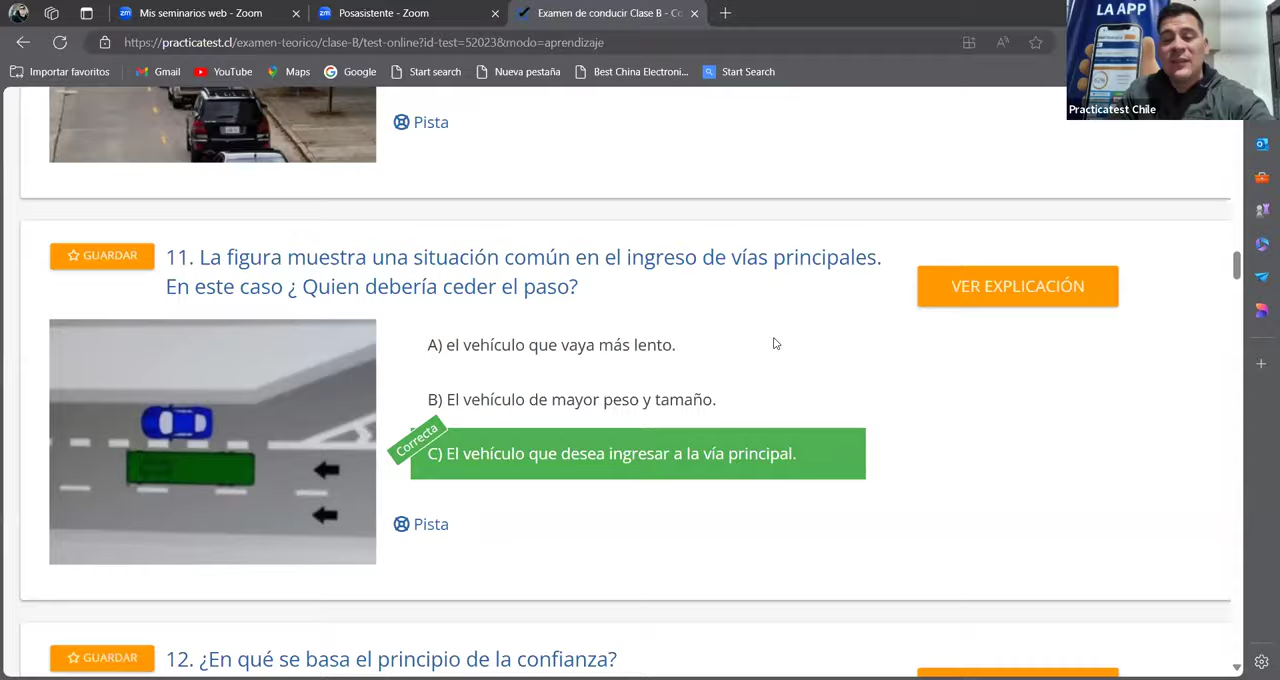 Mis seminarios web - Zoom
Posasistente - Zoom
Examen de conducir Clase B - Co
https://practicatest.cl/examen-teorico/clase-B/test-online?id-test=52023&modo=aprendizaje
Importar favoritos
Gmail
YouTube
Maps
Google
Start search
Nueva pestaña
Best China Electroni...
Start Search
LA APP
Practicatest Chile
Pista
GUARDAR
11. La figura muestra una situación común en el ingreso de vías principales.
En este caso ¿ Quien debería ceder el paso?
VER EXPLICACIÓN
A) el vehículo que vaya más lento.
B) El vehículo de mayor peso y tamaño.
Correcta
C) El vehículo que desea ingresar a la vía principal.
Pista
GUARDAR
12. ¿En qué se basa el principio de la confianza?